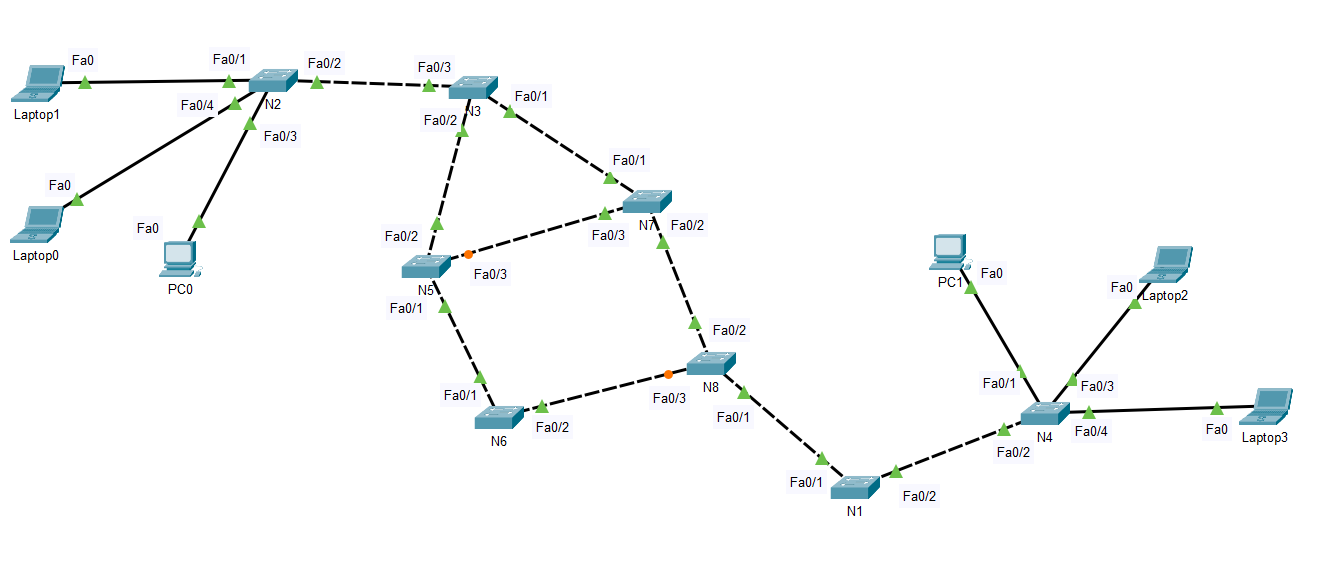 Fa0
Fa0/1
Fa0/2
Fa0/3
Laptop1
Fa0/4
N2
N3
Fa0/1
Fa0/3
Fa0/2
Fa0/1
Fa0
N7
Fa0/2
Fa0
Fa0/2
Fa0/3
Laptop0
PC0
Fa0/3
N5
Fa0/1
Fa0
PC1
Fa0
Laptop2
Fa0/2
N8
Fa0/1
Fa0/3
Fa0/1
N6
Fa0/2
Fa0/1
Fa0/3
N4
Fa0/4
Fa0
Laptop3
Fa0/2
Fa0/1
Fa0/2
N1